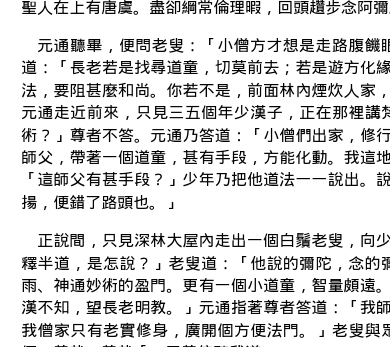 聖人在上有唐虞。盡卻綱常倫理暇，回頭趲步念阿彌
元通聽畢，便問老叟：「小僧方才想是走路腹饑眼
道：「長老若是找尋道童，切莫前去；若是遊方化緣
法，要阻甚麼和尚。你若不是，前面林內煙炊人家，
元通走近前來，只見三五個年少漢子，正在那裡講梵
術？」尊者不答。元通乃答道：「小僧們出家，修行
師父，帶著一個道童，甚有手段，方能化動。我這地
「這師父有甚手段？」少年乃把他道法一一說出。說
揚，便錯了路頭也。」
正說間，只見深林大屋內走出一個白鬚老叟，向少
釋半道，是怎說？」老叟道：「他說的彌陀，念的彌
雨、神通妙術的盈門。更有一個小道童，智量頗遠。
漢不知，望長老明教。」元通指著尊者答道：「我師
我僧家只有老實修身，廣開個方便法門。」老叟與眾